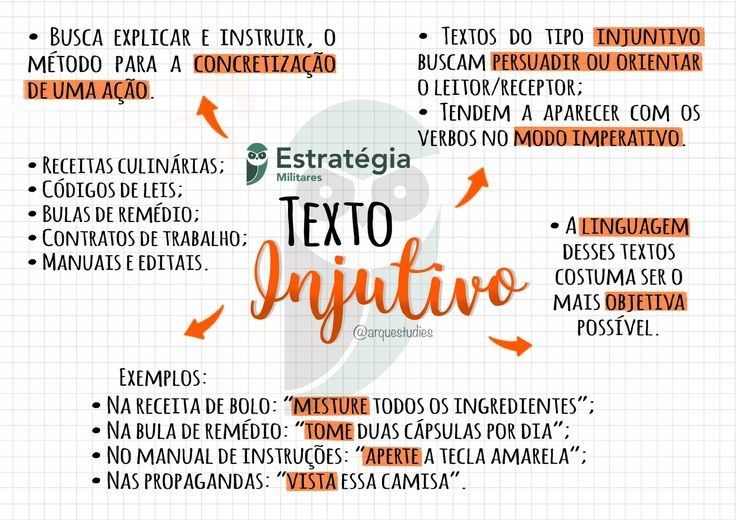 • Busca explicar e instruir, o
método para a concretização
de uma ação.
• Textos do tipo injuntivo
buscam persuadir ou orientar
o leitor/receptor;
• Tendem a aparecer com os
verbos no modo imperativo.
Estratégia
Militares
• Receitas culinárias;
• Códigos de leis;
• Bulas de remédio;
• Contratos de trabalho;
• Manuais e editais.
Texto
Injutivo
@arquestudies
• A linguagem
desses textos
costuma ser o
mais objetiva
possível.
Exemplos:
• Na receita de bolo: "misture todos os ingredientes";
• Na bula de remédio: "tome duas cápsulas por dia";
• No manual de instruções: "aperte a tecla amarela";
• Nas propagandas: "vista essa camisa".